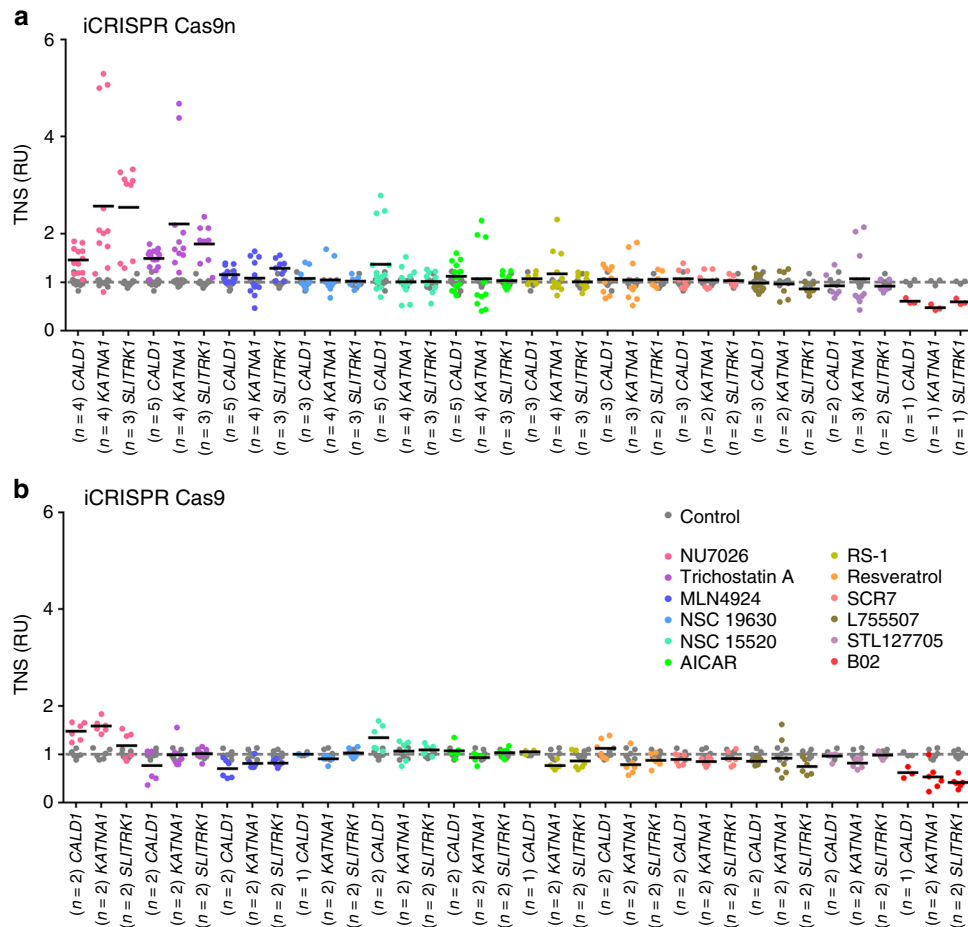 a
iCRISPR Cas9n
TNS (RU)
6
4
2
1
0
(n = 4) CALD1
(n = 4) KATNA1
(n = 3) SLITRK1
(n = 5) CALD1
(n = 4) KATNA1
(n = 3) SLITRK1
(n = 5) CALD1
(n = 4) KATNA1
(n = 3) SLITRK1
(n = 3) CALD1
(n = 4) KATNA1
(n = 3) SLITRK1
(n = 5) CALD1
(n = 4) KATNA1
(n = 3) SLITRK1
(n = 5) CALD1
(n = 4) KATNA1
(n = 3) SLITRK1
(n = 3) CALD1
(n = 4) KATNA1
(n = 3) SLITRK1
(n = 3) CALD1
(n = 3) KATNA1
(n = 2) SLITRK1
(n = 3) CALD1
(n = 2) KATNA1
(n = 2) SLITRK1
(n = 3) CALD1
(n = 2) KATNA1
(n = 2) SLITRK1
(n = 2) CALD1
(n = 3) KATNA1
(n = 2) SLITRK1
(n = 1) CALD1
(n = 1) KATNA1
(n = 1) SLITRK1
b
iCRISPR Cas9
TNS (RU)
6
4
2
1
0
Control
NU7026
Trichostatin A
MLN4924
NSC 19630
NSC 15520
AICAR
RS-1
Resveratrol
SCR7
L755507
STL127705
B02
(n = 2) CALD1
(n = 2) KATNA1
(n = 2) SLITRK1
(n = 2) CALD1
(n = 2) KATNA1
(n = 2) SLITRK1
(n = 2) CALD1
(n = 2) KATNA1
(n = 2) SLITRK1
(n = 1) CALD1
(n = 2) KATNA1
(n = 2) SLITRK1
(n = 2) CALD1
(n = 2) KATNA1
(n = 2) SLITRK1
(n = 2) CALD1
(n = 2) KATNA1
(n = 2) SLITRK1
(n = 1) CALD1
(n = 2) KATNA1
(n = 2) SLITRK1
(n = 2) CALD1
(n = 2) KATNA1
(n = 2) SLITRK1
(n = 2) CALD1
(n = 2) KATNA1
(n = 2) SLITRK1
(n = 2) CALD1
(n = 2) KATNA1
(n = 2) SLITRK1
(n = 2) CALD1
(n = 2) KATNA1
(n = 2) SLITRK1
(n = 1) CALD1
(n = 2) KATNA1
(n = 2) SLITRK1